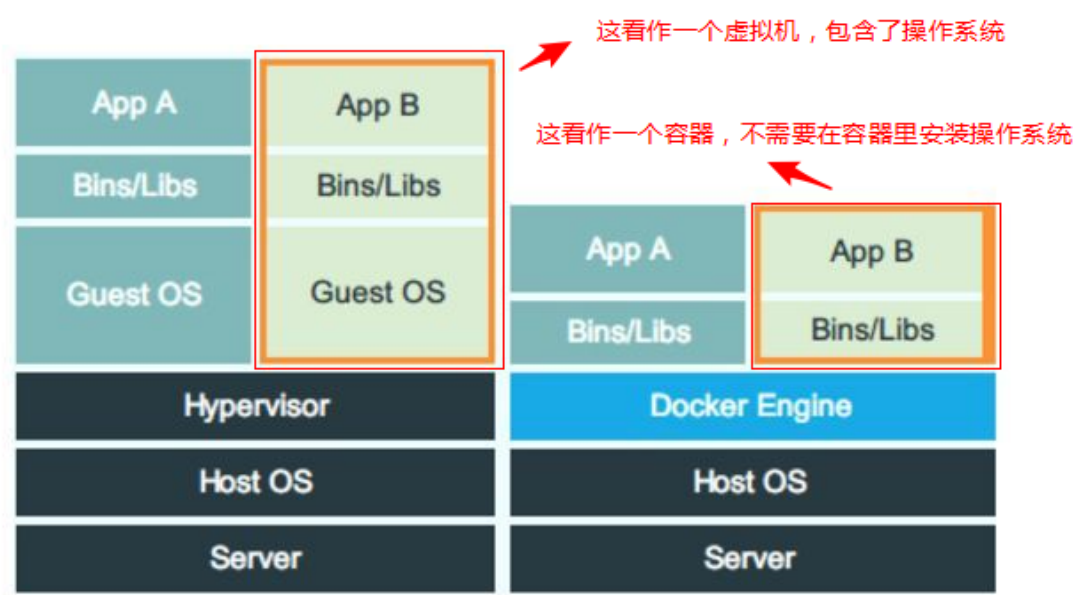 这看作一个虚拟机，包含了操作系统
App A
App B
Bins/Libs
Bins/Libs
Guest OS
Guest OS
Hypervisor
Host OS
Server
这看作一个容器，不需要在容器里安装操作系统
App A
App B
Bins/Libs
Bins/Libs
Docker Engine
Host OS
Server